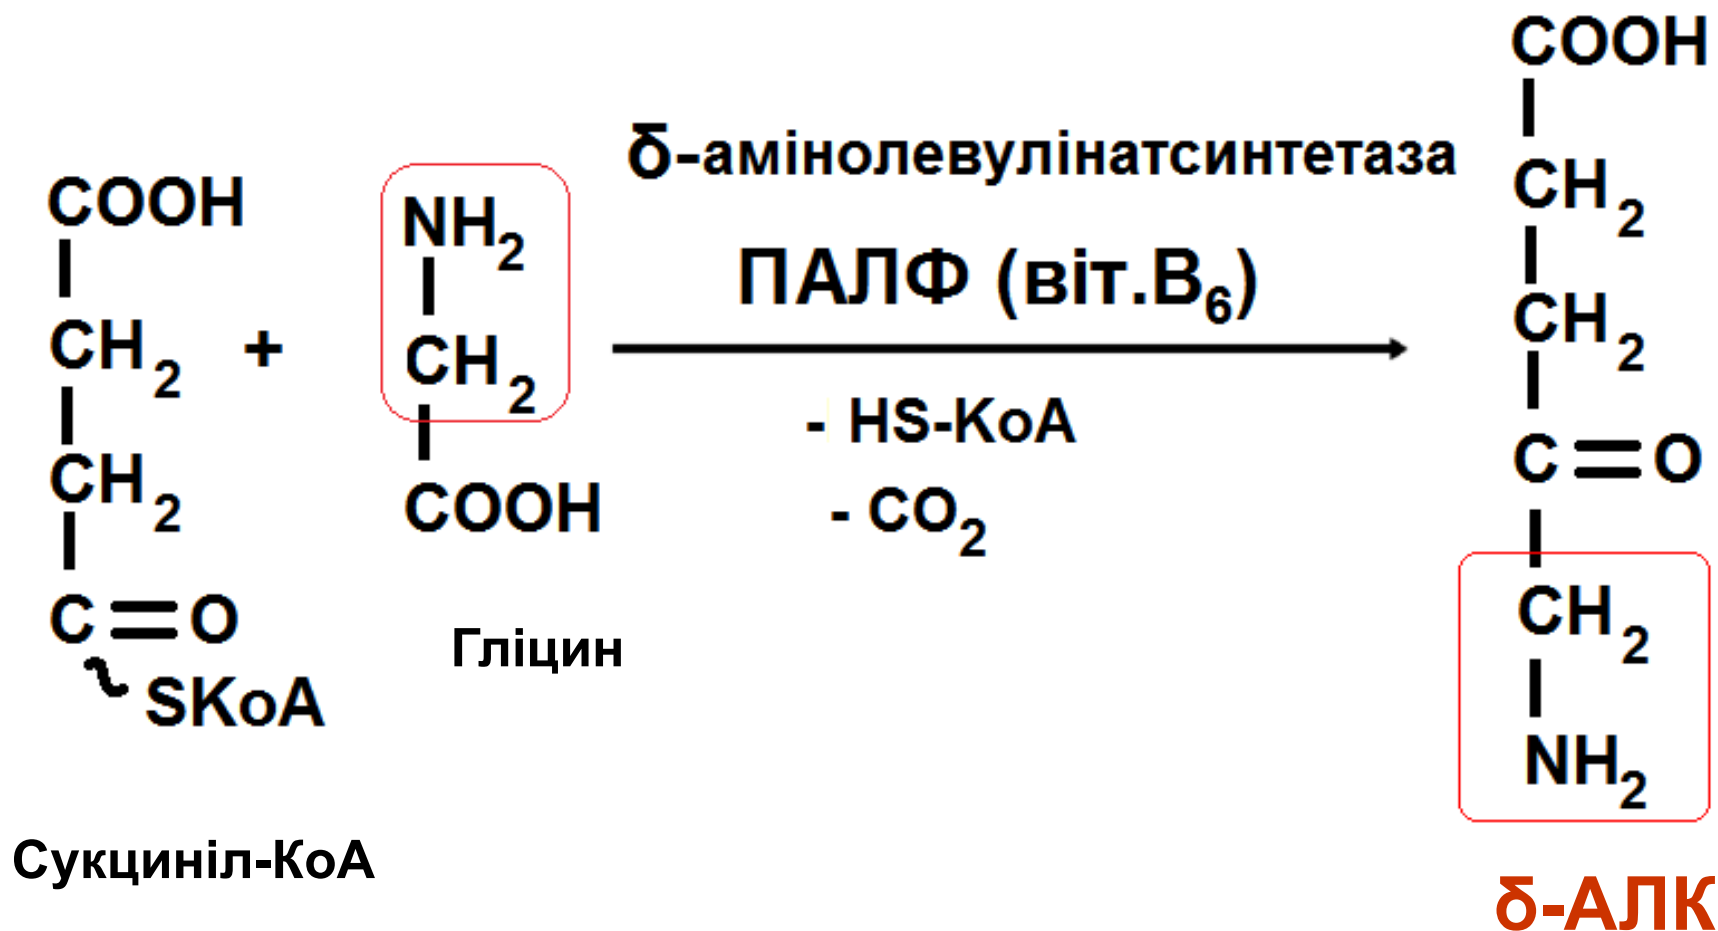 COOH
CH2
CH2
C=O
~SKoA
Сукциніл-КоА
+
NH2
CH2
COOH
Гліцин
δ-амінолевулінатсинтетаза
ПАЛФ (віт.В6)
- HS-KoA
- CO2
COOH
CH2
CH2
C=O
CH2
NH2
δ-АЛК